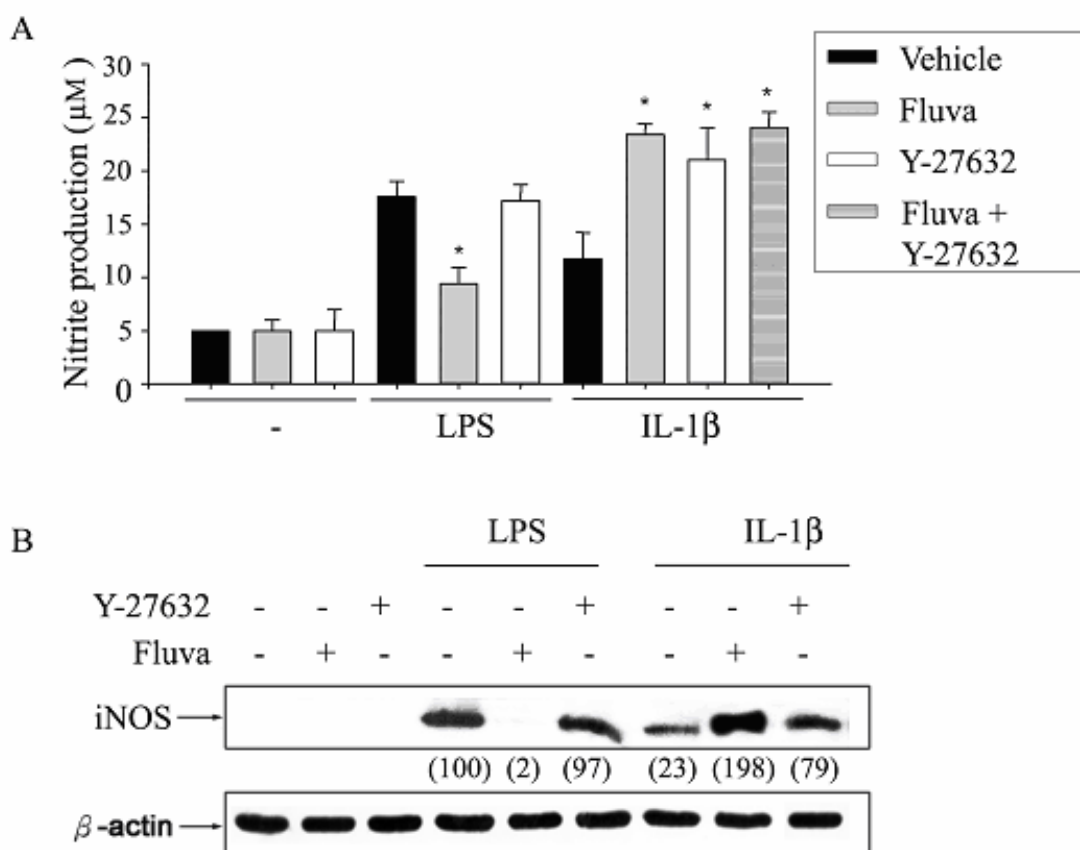 A
Nitrite production (µM )
30
25
20
15
10
5
0
* * * *
- LPS IL-1β
Vehicle
Fluva
Y-27632
Fluva +
Y-27632
B
LPS IL-1β
Y-27632 - - + - - + - - +
Fluva - + - - + - - + -
iNOS
(100) (2) (97) (23) (198) (79)
β-actin